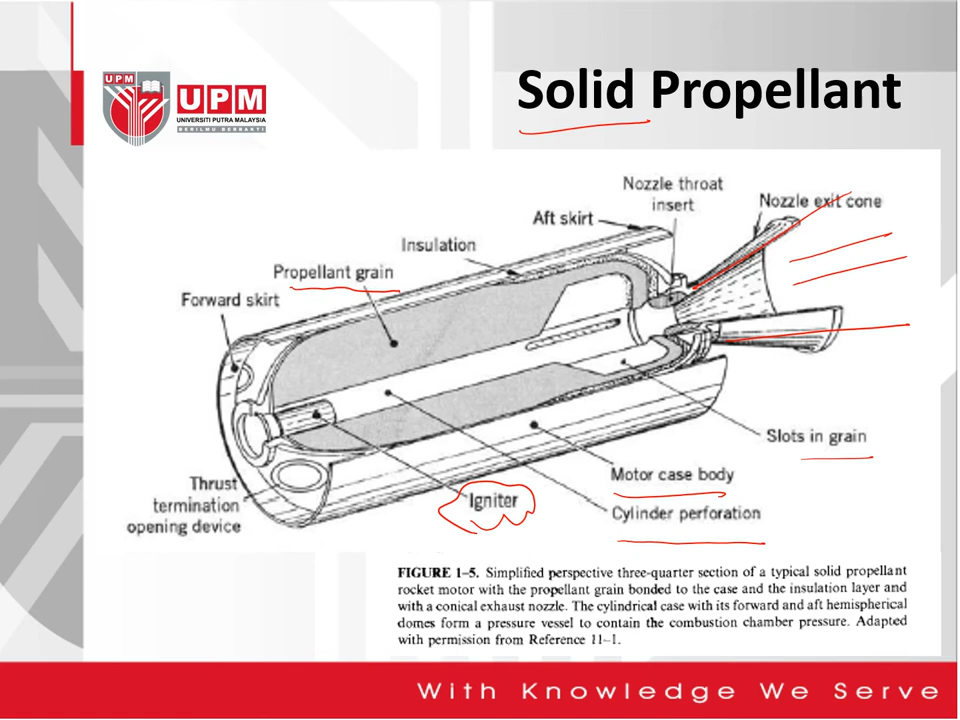 Solid Propellant
UPM
UPM
UNIVERSITI PUTRA MALAYSIA
BERILMU BERBAKTI
Nozzle throat
insert
Nozzle exit cone
Aft skirt
Insulation
Propellant grain
Forward skirt
Slots in grain
Motor case body
Thrust
termination
opening device
Igniter
Cylinder perforation
FIGURE 1–5. Simplified perspective three-quarter section of a typical solid propellant
rocket motor with the propellant grain bonded to the case and the insulation layer and
with a conical exhaust nozzle. The cylindrical case with its forward and aft hemispherical
domes form a pressure vessel to contain the combustion chamber pressure. Adapted
with permission from Reference 11–1.
With Knowledge We Serve